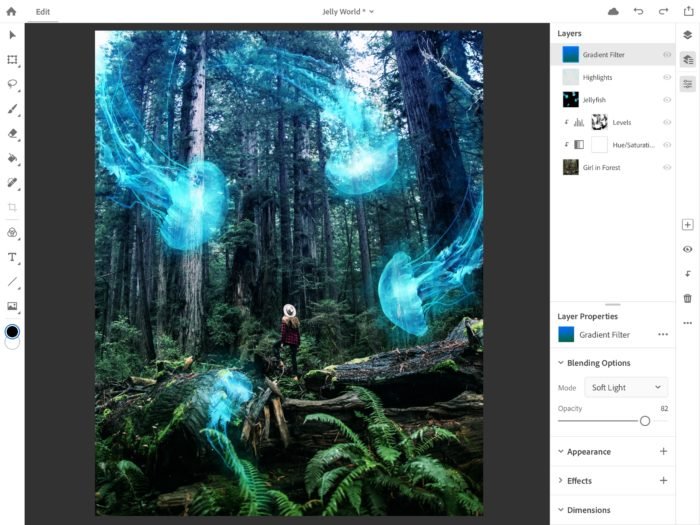 Edit
Jelly World *
Layers
Gradient Filter
Highlights
Jellyfish
Levels
Hue/Saturati...
Girl in Forest
Layer Properties
Gradient Filter
Blending Options
Mode Soft Light
Opacity 82
Appearance
Effects
Dimensions